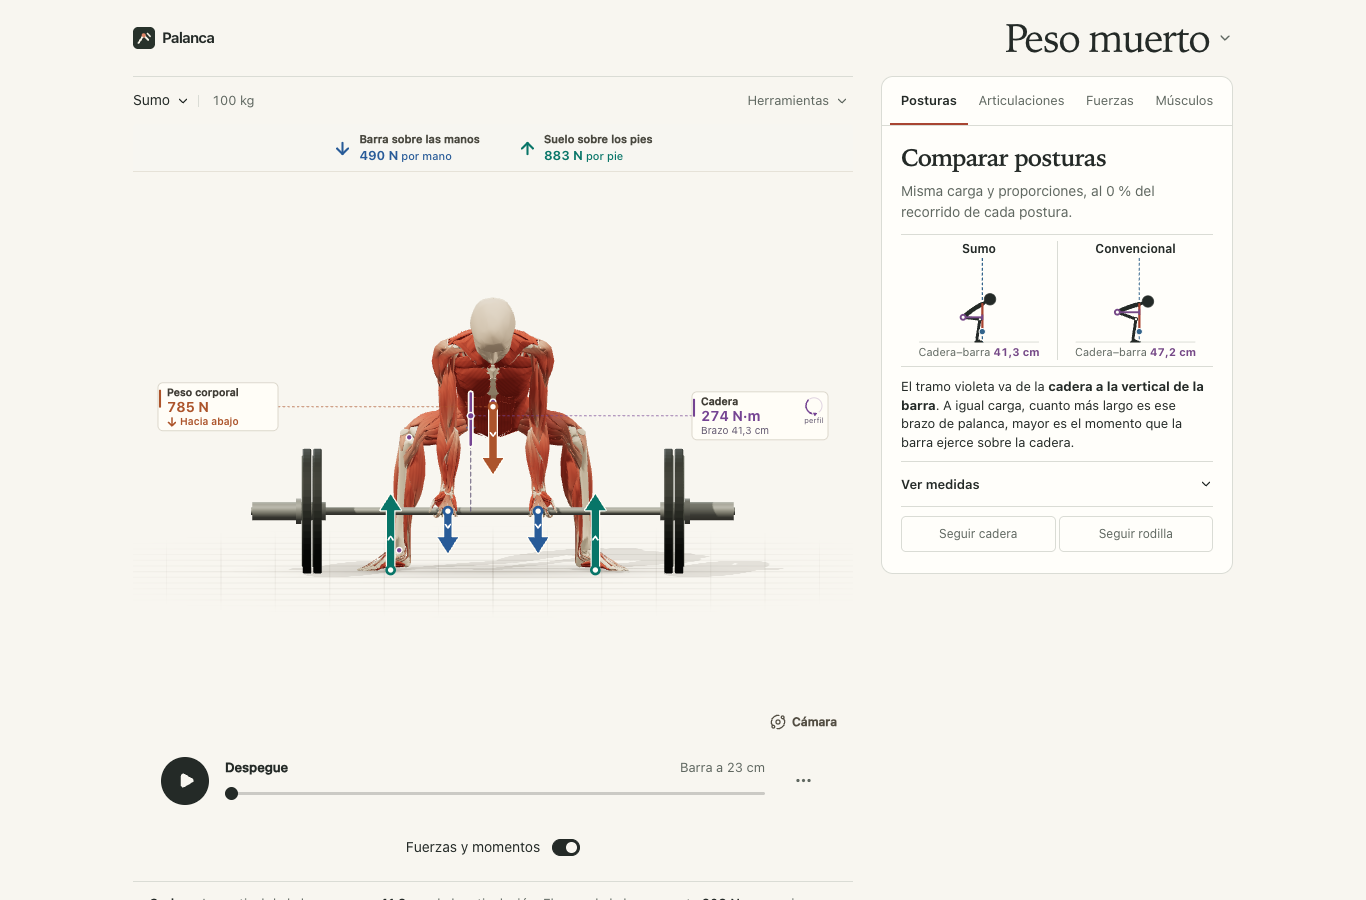 Palanca
Peso muerto
Sumo
100 kg
Herramientas
Barra sobre las manos
490 N por mano
Suelo sobre los pies
883 N por pie
Peso corporal
785 N
Hacia abajo
Cadera
274 N·m
Brazo 41,3 cm
perfil
Cámara
Despegue
Barra a 23 cm
Fuerzas y momentos
Posturas
Articulaciones
Fuerzas
Músculos
Comparar posturas
Misma carga y proporciones, al 0 % del
recorrido de cada postura.
Sumo
Convencional
Cadera–barra 41,3 cm
Cadera–barra 47,2 cm
El tramo violeta va de la cadera a la vertical de la
barra. A igual carga, cuanto más largo es ese
brazo de palanca, mayor es el momento que la
barra ejerce sobre la cadera.
Ver medidas
Seguir cadera
Seguir rodilla